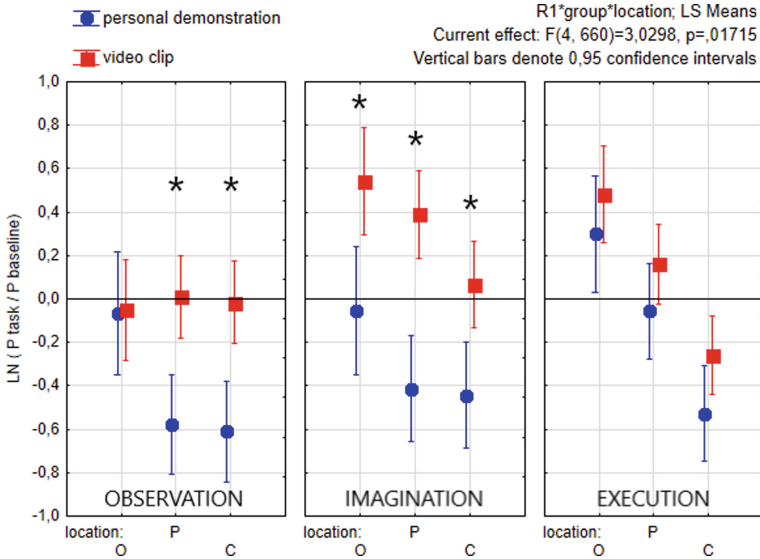 personal demonstration
video clip
R1*group*location; LS Means
Current effect: F(4, 660)=3,0298, p=,01715
Vertical bars denote 0,95 confidence intervals
LN ( P task / P baseline)
1,0
0,8
0,6
0,4
0,2
0,0
-0,2
-0,4
-0,6
-0,8
-1,0
* *
* * *
OBSERVATION IMAGINATION EXECUTION
location: P location: P location: P
O C O C O C